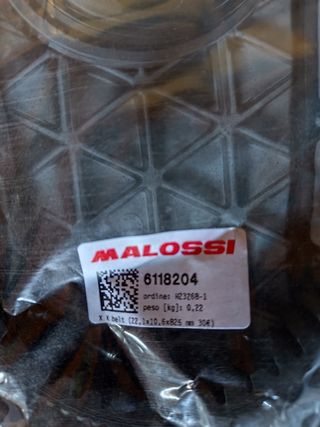 MALOSSI
6118204
ordine: H23268-1
peso [kg]: 0,22
X K belt (22,1x10,6x825 mm 30€)